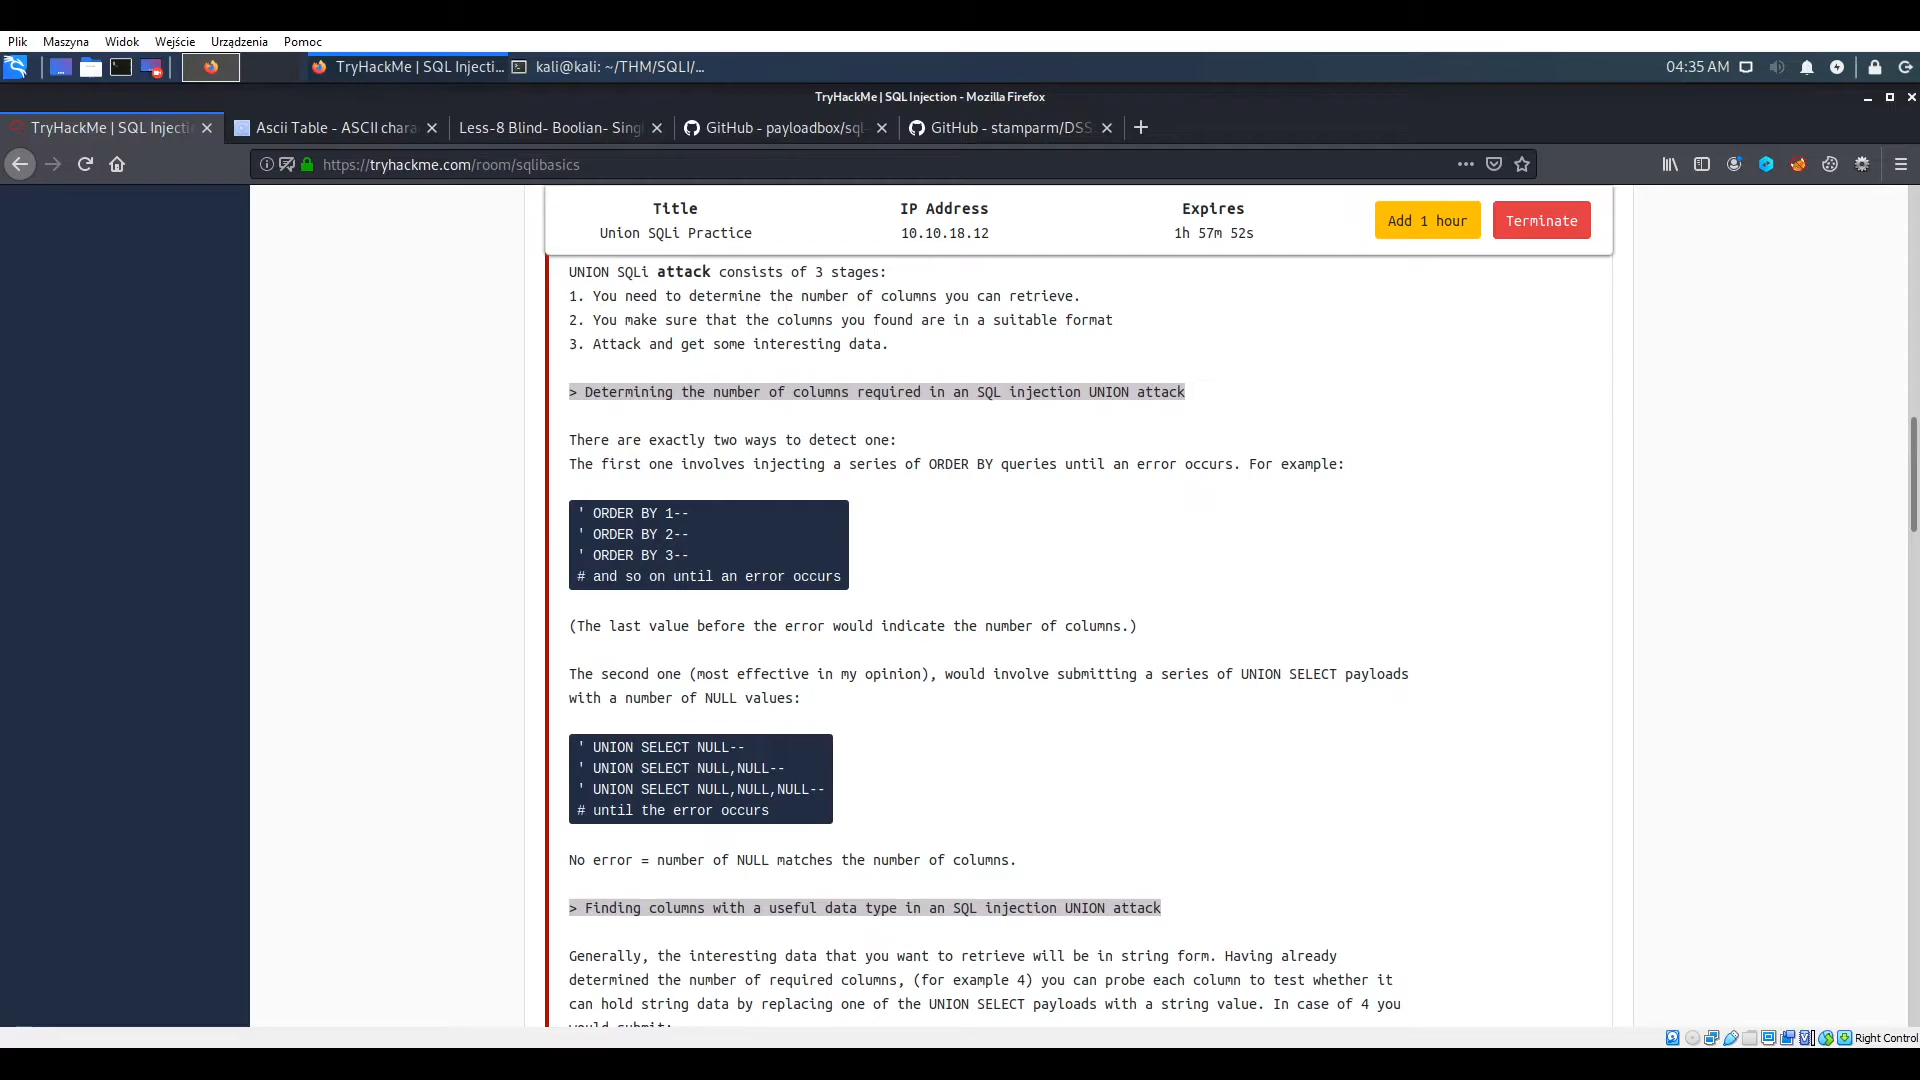 Plik Maszyna Widok Wejście Urządzenia Pomoc
TryHackMe | SQL Injecti... kali@kali: ~/THM/SQLI/... 04:35 AM
TryHackMe | SQL Injection - Mozilla Firefox
TryHackMe | SQL Injecti Ascii Table - ASCII chara Less-8 Blind- Boolian- Sing GitHub - payloadbox/sql- GitHub - stamparm/DSS
https://tryhackme.com/room/sqlibasics
Title IP Address Expires
Union SQLi Practice 10.10.18.12 1h 57m 52s
Add 1 hour Terminate
UNION SQLi attack consists of 3 stages:
1. You need to determine the number of columns you can retrieve.
2. You make sure that the columns you found are in a suitable format
3. Attack and get some interesting data.
> Determining the number of columns required in an SQL injection UNION attack
There are exactly two ways to detect one:
The first one involves injecting a series of ORDER BY queries until an error occurs. For example:
' ORDER BY 1--
' ORDER BY 2--
' ORDER BY 3--
# and so on until an error occurs
(The last value before the error would indicate the number of columns.)
The second one (most effective in my opinion), would involve submitting a series of UNION SELECT payloads
with a number of NULL values:
' UNION SELECT NULL--
' UNION SELECT NULL,NULL--
' UNION SELECT NULL,NULL,NULL--
# until the error occurs
No error = number of NULL matches the number of columns.
> Finding columns with a useful data type in an SQL injection UNION attack
Generally, the interesting data that you want to retrieve will be in string form. Having already
determined the number of required columns, (for example 4) you can probe each column to test whether it
can hold string data by replacing one of the UNION SELECT payloads with a string value. In case of 4 you
would submit:
Right Control